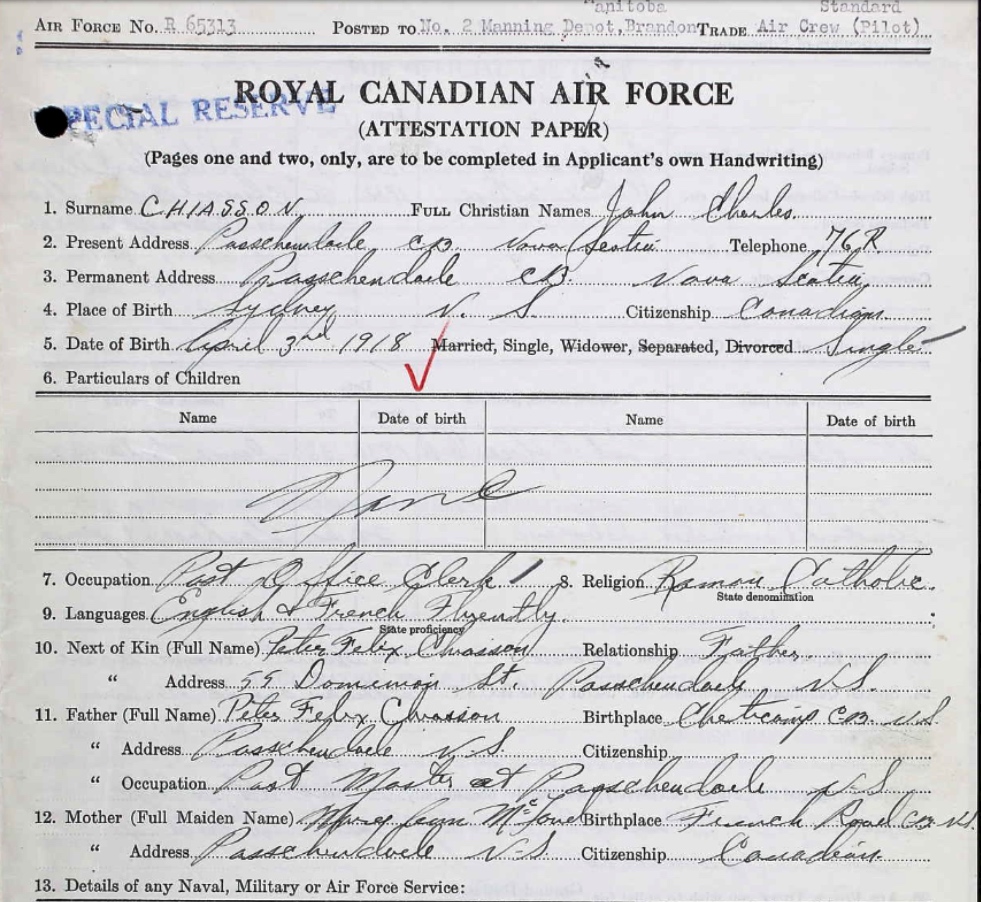 Manitoba Standard
AIR FORCE No. R 65313 POSTED TO No. 2 Manning Depot, Brandon TRADE Air Crew (Pilot)
SPECIAL RESERVE
ROYAL CANADIAN AIR FORCE
(ATTESTATION PAPER)
(Pages one and two, only, are to be completed in Applicant's own Handwriting)
1. Surname CHIASSON FULL Christian Names John Charles
2. Present Address Passchendaele C.B. Nova Scotia Telephone 76R
3. Permanent Address Passchendaele C.B. Nova Scotia
4. Place of Birth Sydney N. S. Citizenship Canadian
5. Date of Birth April 3rd 1918 Married, Single, Widower, Separated, Divorced Single
6. Particulars of Children
Name Date of birth Name Date of birth
None
7. Occupation Post Office Clerk 8. Religion Roman Catholic.
State denomination
9. Languages English & French Fluently.
State proficiency
10. Next of Kin (Full Name) Peter Felix Chiasson Relationship Father
" Address 55 Dominion St. Passchendaele N.S.
11. Father (Full Name) Peter Felix Chiasson Birthplace Cheticamp C.B. N.S.
" Address Passchendaele N.S. Citizenship
" Occupation Post Master at Passchendaele N.S
12. Mother (Full Maiden Name) Birthplace French Road C.B. N.S.
" Address Passchendaele N.S. Citizenship Canadian.
13. Details of any Naval, Military or Air Force Service: